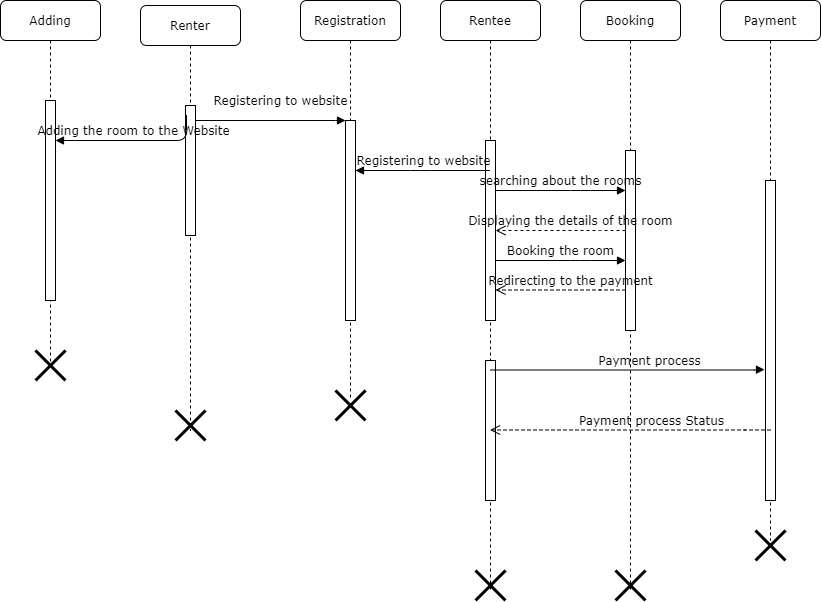 Adding
Renter
Registration
Rentee
Booking
Payment
Registering to website
Adding the room to the Website
Registering to website
searching about the rooms
Displaying the details of the room
Booking the room
Redirecting to the payment
Payment process
Payment process Status